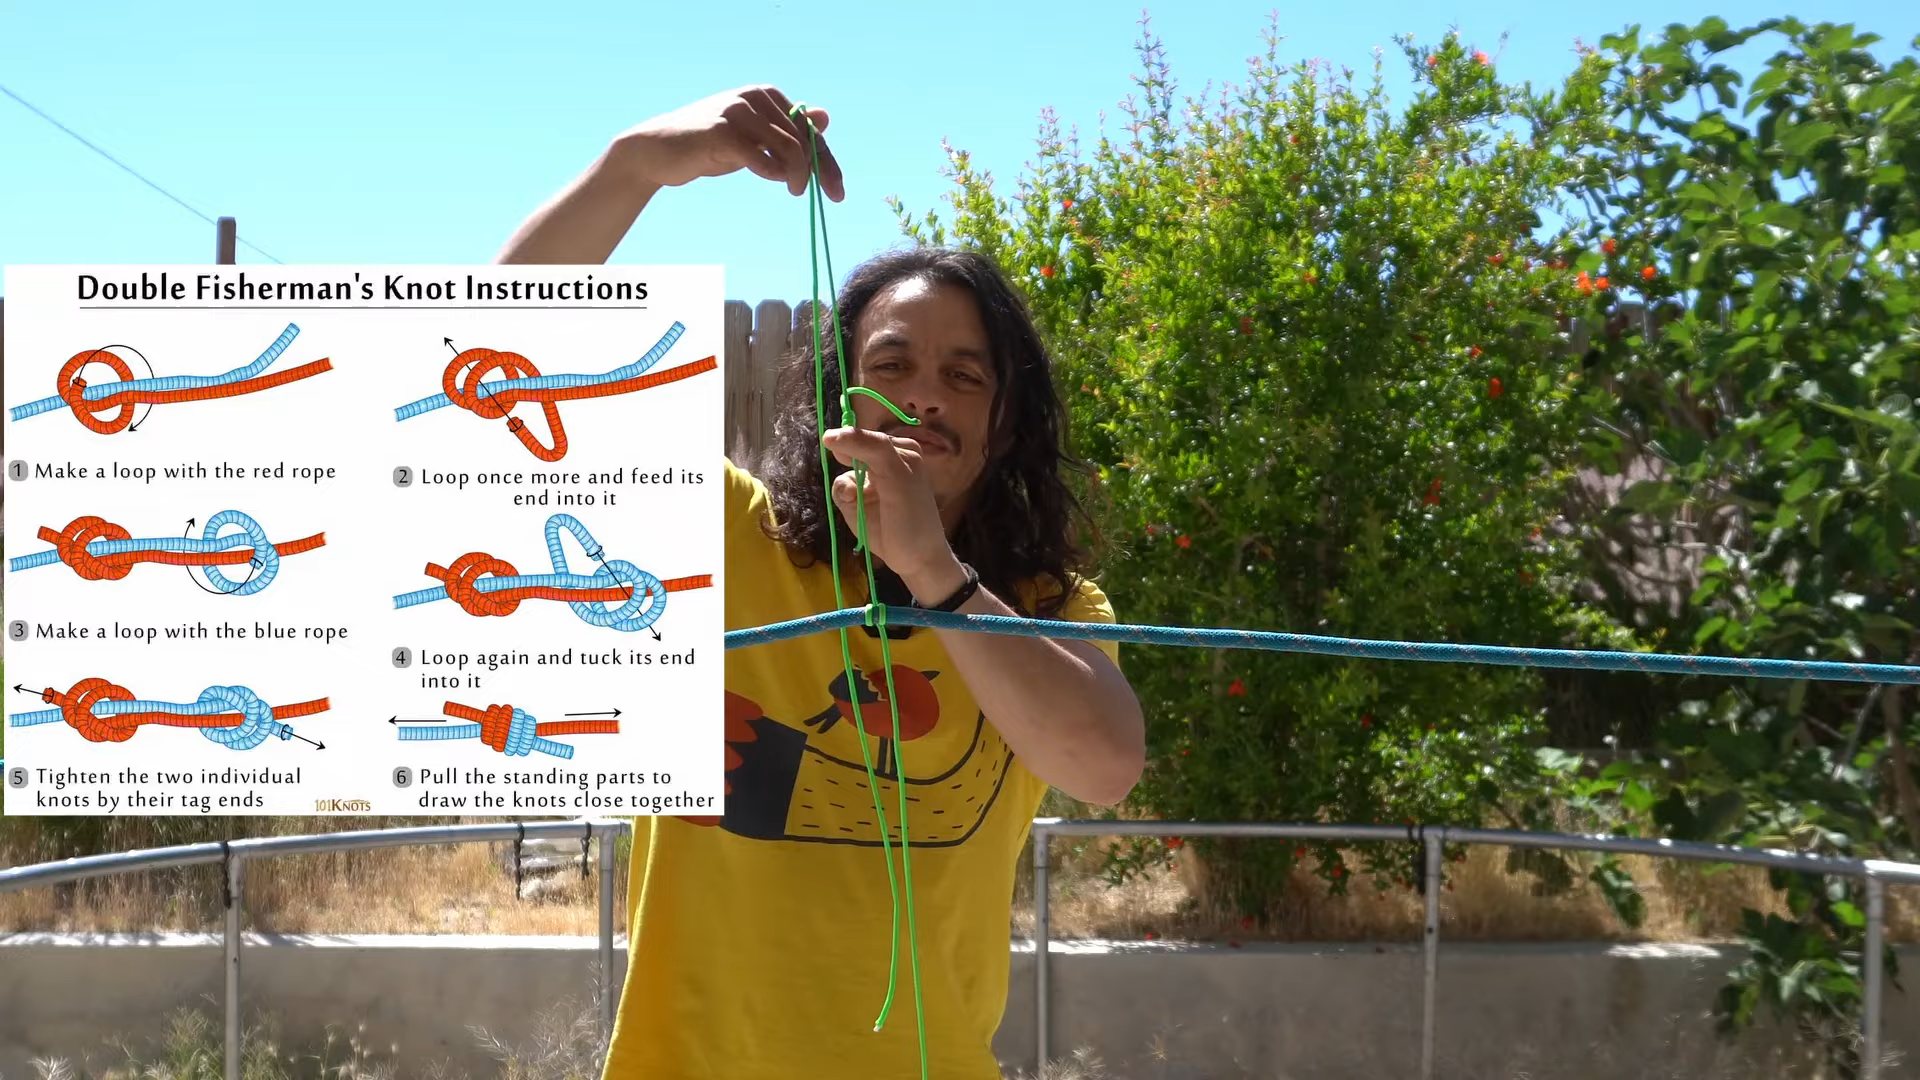 Double Fisherman's Knot Instructions
1 Make a loop with the red rope
2 Loop once more and feed its
end into it
3 Make a loop with the blue rope
4 Loop again and tuck its end
into it
5 Tighten the two individual
knots by their tag ends
101KNOTS
6 Pull the standing parts to
draw the knots close together